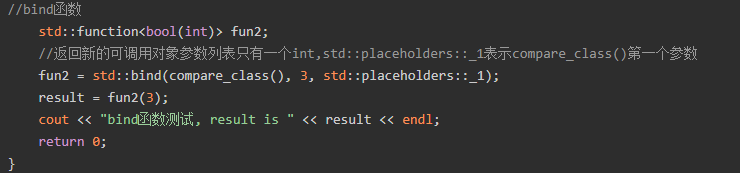 //bind函数
std::function<bool(int)> fun2;
//返回新的可调用对象参数列表只有一个int,std::placeholders::_1表示compare_class()第一个参数
fun2 = std::bind(compare_class(), 3, std::placeholders::_1);
result = fun2(3);
cout << "bind函数测试, result is " << result << endl;
return 0;
}